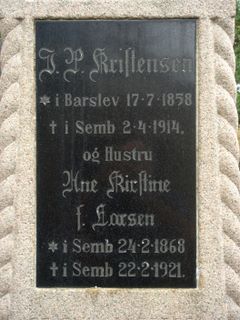 J. P. Kristensen
* i Barslev 17·7·1858
† i Semb 2·4·1914.
og Hustru
Ane Kirstine
f. Larsen
* i Semb 24·2·1868
† i Semb 22·2·1921.